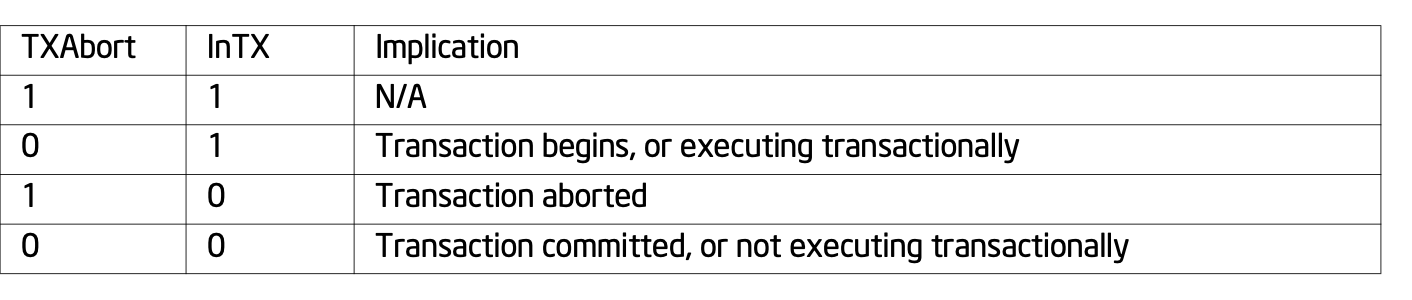 TXAbort InTX Implication
1 1 N/A
0 1 Transaction begins, or executing transactionally
1 0 Transaction aborted
0 0 Transaction committed, or not executing transactionally